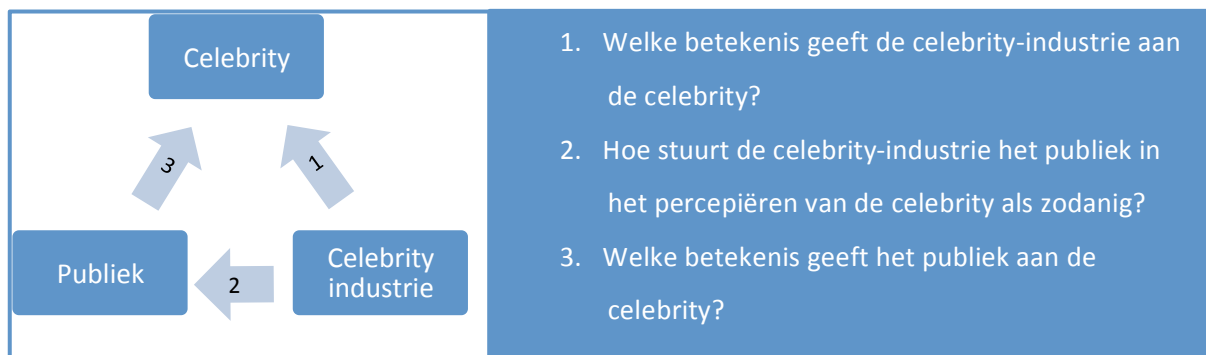 Celebrity
3
1
Publiek
2
Celebrity
industrie
1. Welke betekenis geeft de celebrity-industrie aan
de celebrity?
2. Hoe stuurt de celebrity-industrie het publiek in
het percepiëren van de celebrity als zodanig?
3. Welke betekenis geeft het publiek aan de
celebrity?